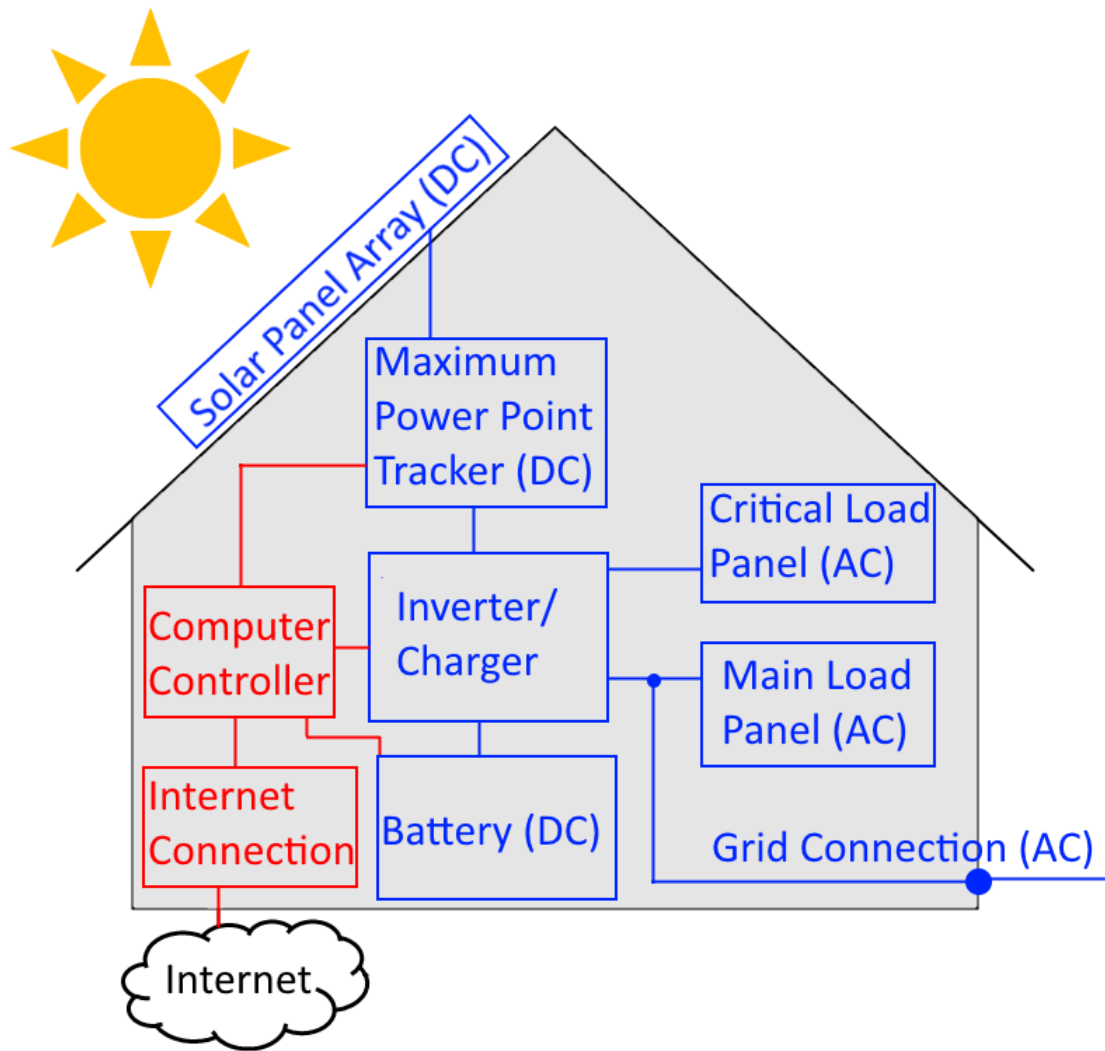 Solar Panel Array (DC)
Maximum
Power Point
Tracker (DC)
Critical Load
Panel (AC)
Computer
Controller
Inverter/
Charger
Main Load
Panel (AC)
Internet
Connection
Battery (DC)
Grid Connection (AC)
Internet